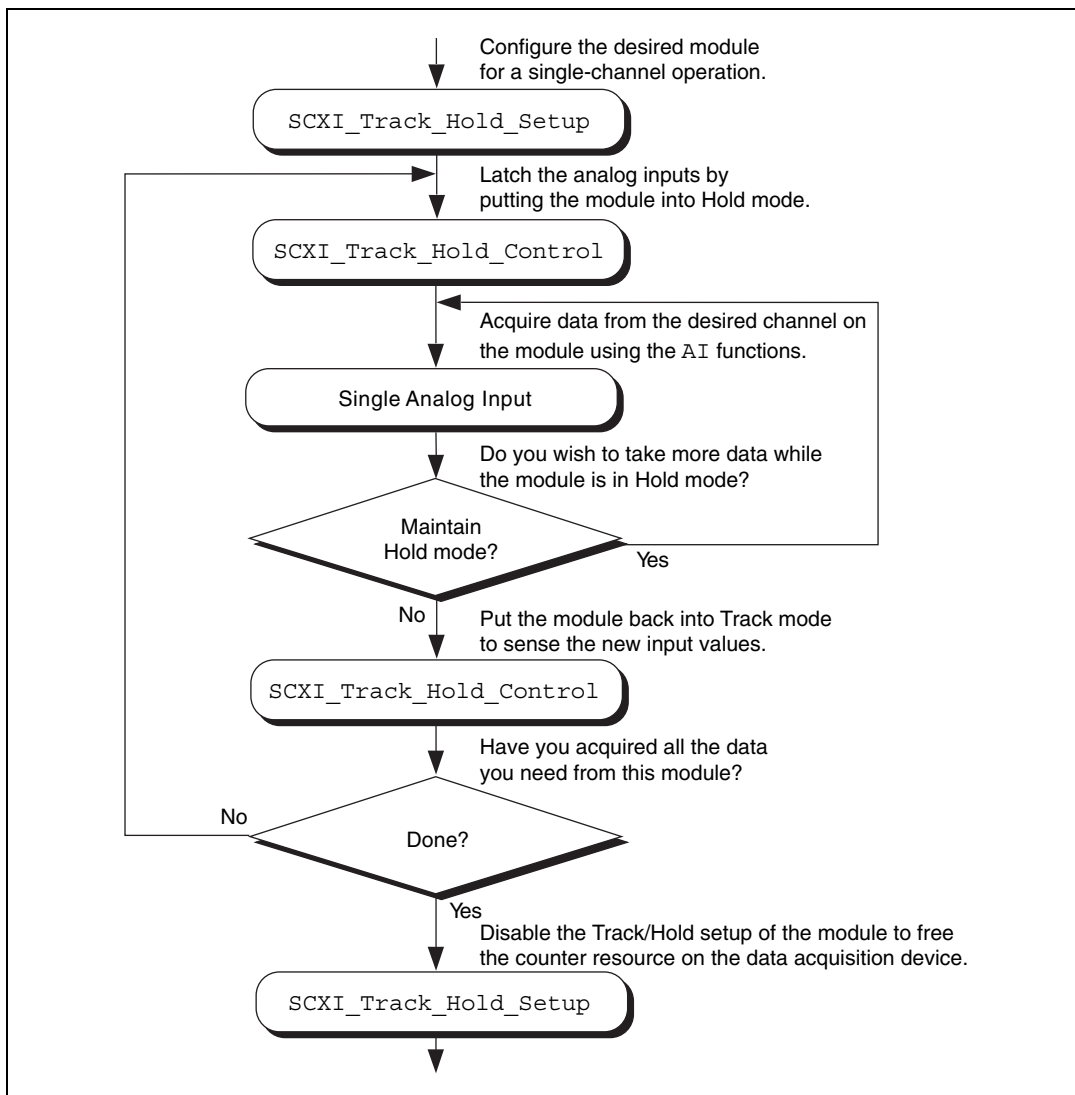 Configure the desired module
for a single-channel operation.
SCXI_Track_Hold_Setup
Latch the analog inputs by
putting the module into Hold mode.
SCXI_Track_Hold_Control
Acquire data from the desired channel on
the module using the AI functions.
Single Analog Input
Do you wish to take more data while
the module is in Hold mode?
Maintain
Hold mode?
Yes
No
Put the module back into Track mode
to sense the new input values.
SCXI_Track_Hold_Control
Have you acquired all the data
you need from this module?
No
Done?
Yes
Disable the Track/Hold setup of the module to free
the counter resource on the data acquisition device.
SCXI_Track_Hold_Setup